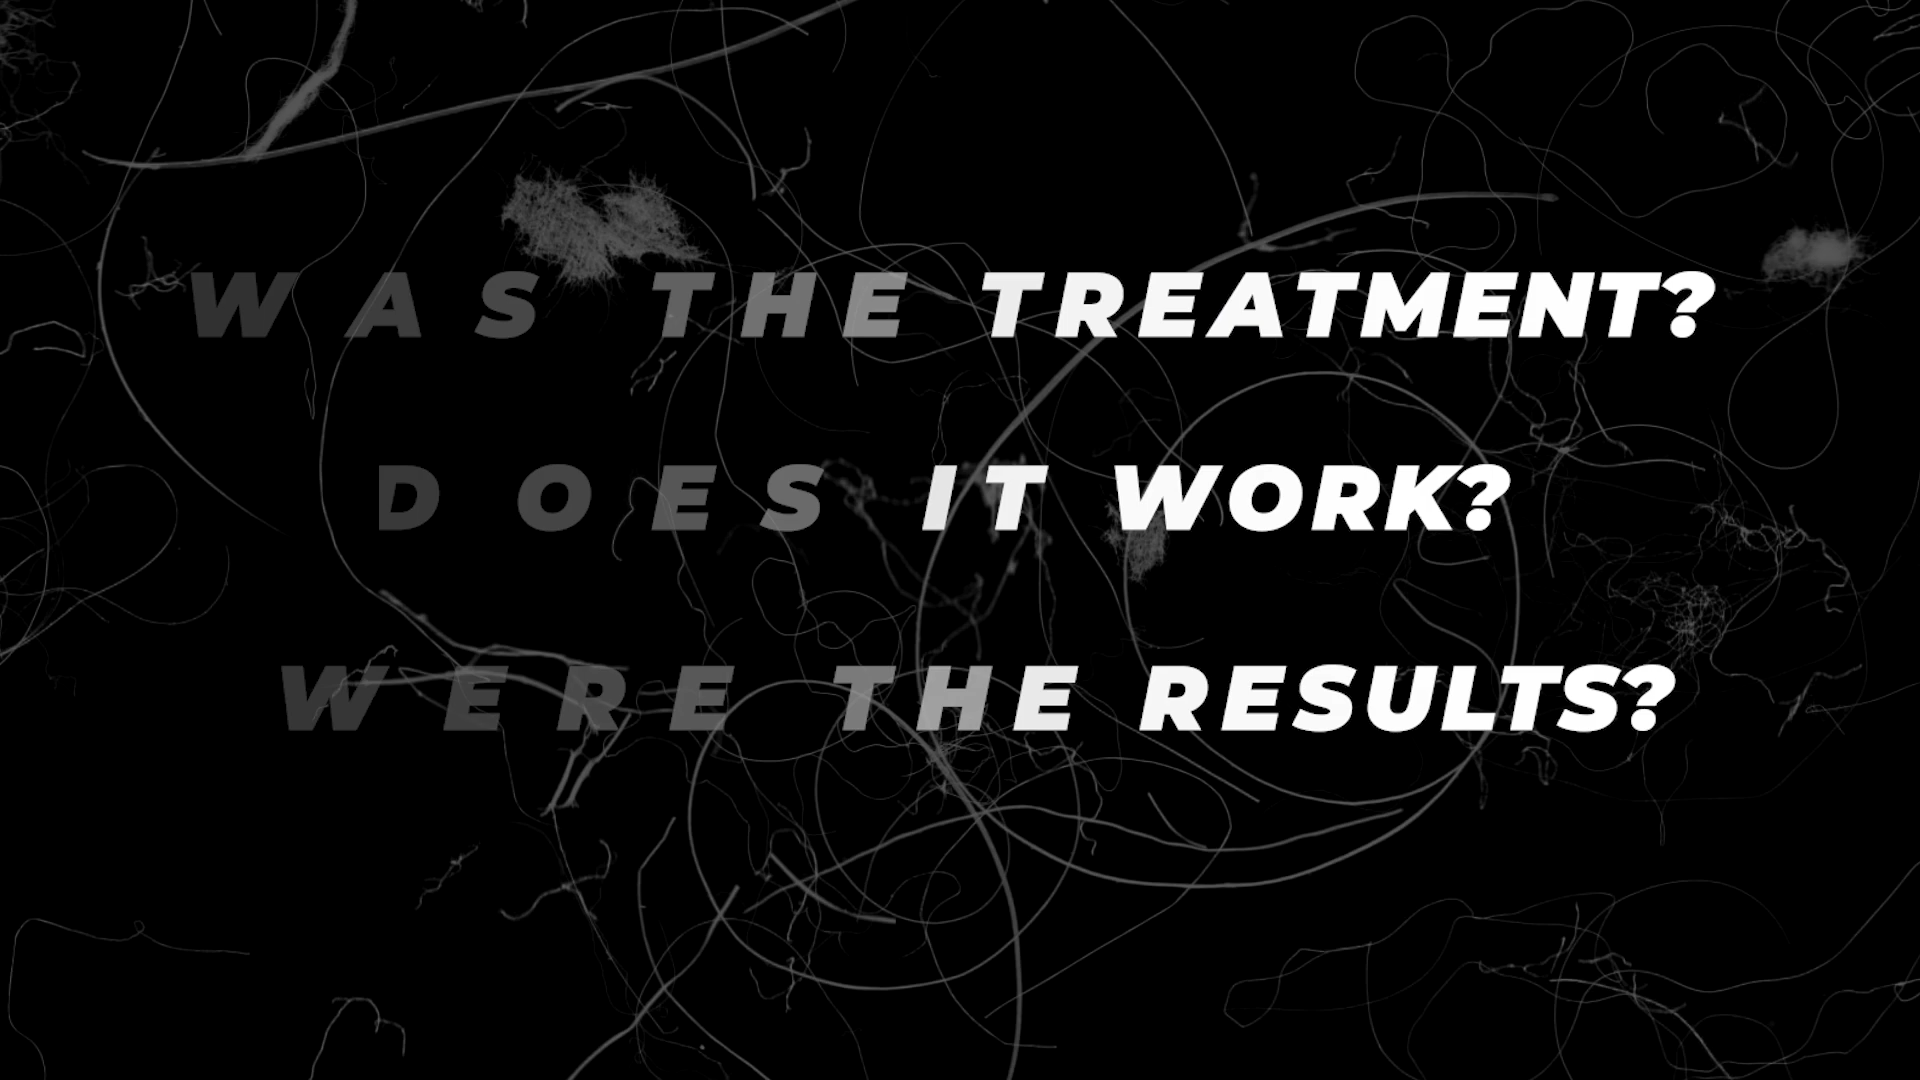 WAS THE TREATMENT?
DOES IT WORK?
WERE THE RESULTS?